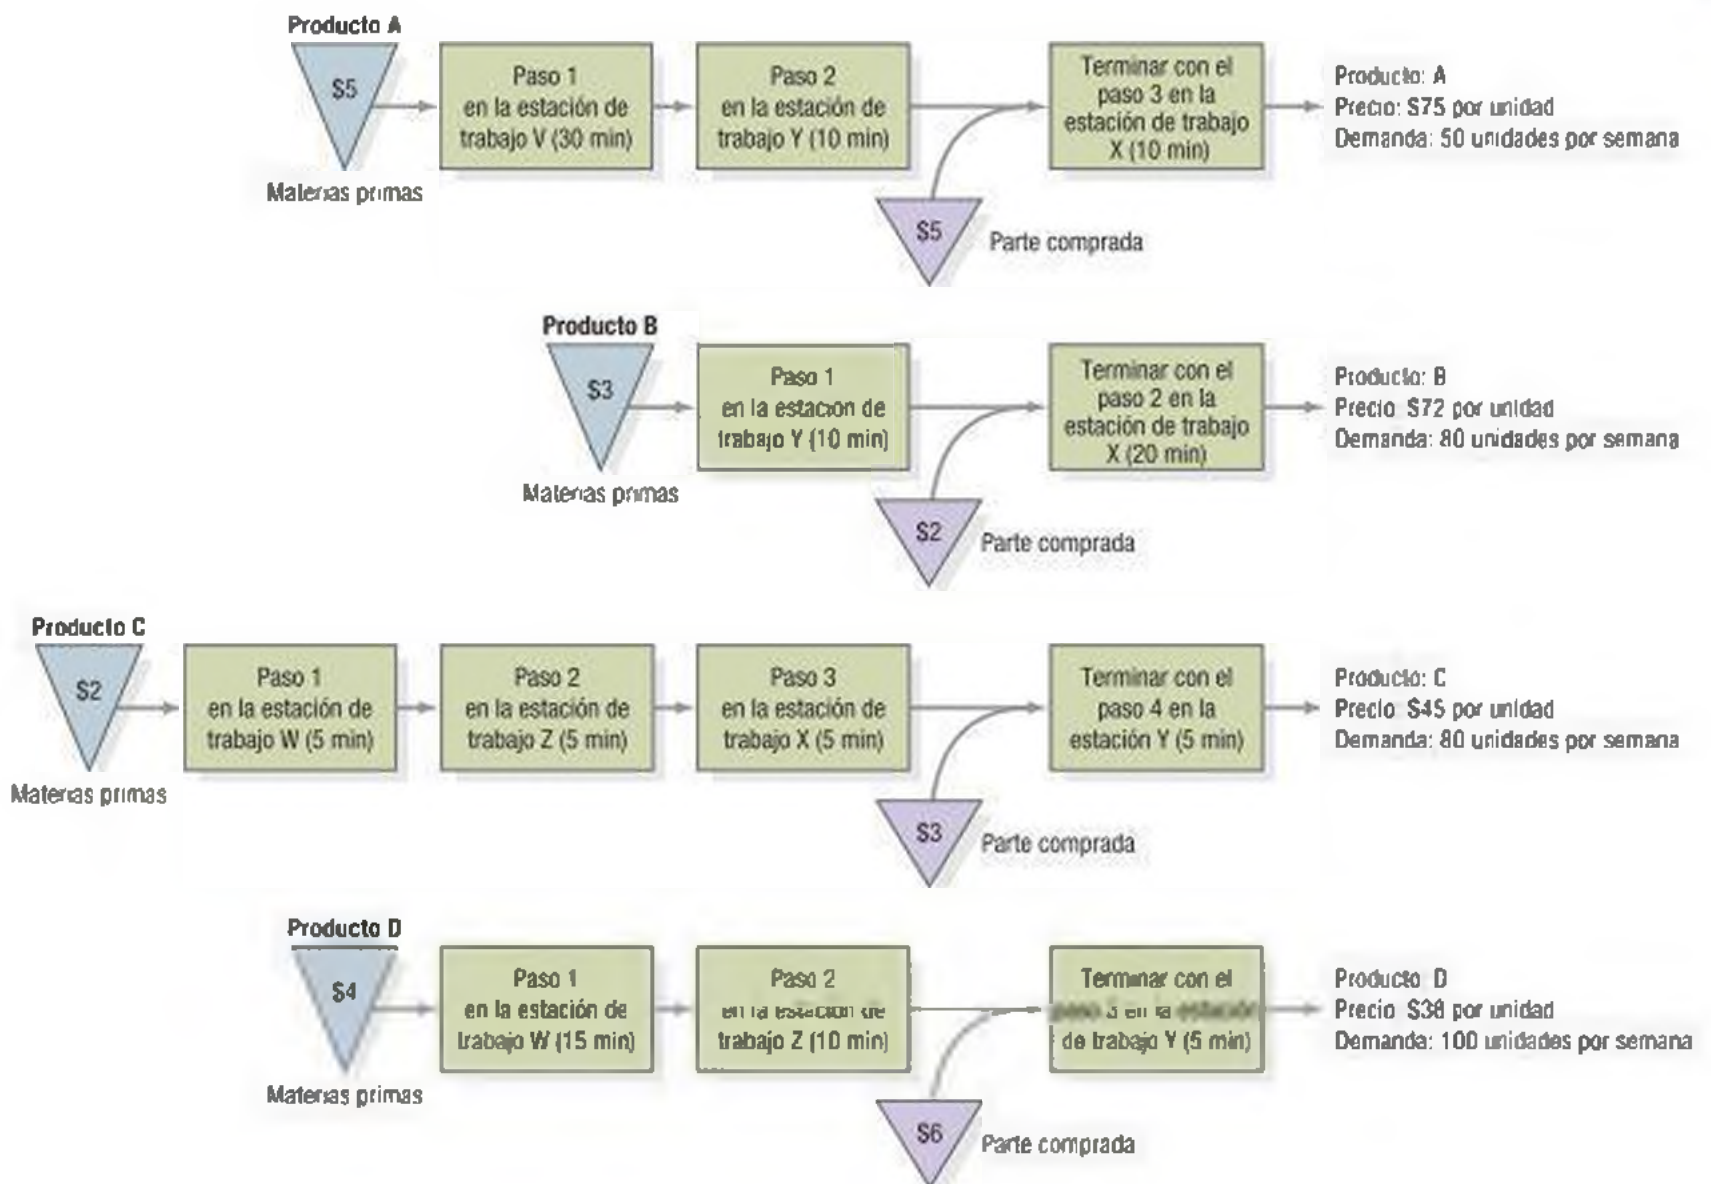 Producto A
$5
Materias primas
Paso 1
en la estación de
trabajo V (30 min)
Paso 2
en la estación de
trabajo Y (10 min)
$5
Parte comprada
Terminar con el
paso 3 en la
estación de trabajo
X (10 min)
Producto: A
Precio: $75 por unidad
Demanda: 50 unidades por semana
Producto B
$3
Materias primas
Paso 1
en la estación de
trabajo Y (10 min)
$2
Parte comprada
Terminar con el
paso 2 en la
estación de trabajo
X (20 min)
Producto: B
Precio $72 por unidad
Demanda: 80 unidades por semana
Producto C
$2
Materias primas
Paso 1
en la estación de
trabajo W (5 min)
Paso 2
en la estación de
trabajo Z (5 min)
Paso 3
en la estación de
trabajo X (5 min)
$3
Parte comprada
Terminar con el
paso 4 en la
estación Y (5 min)
Producto: C
Precio $45 por unidad
Demanda: 80 unidades por semana
Producto D
$4
Materias primas
Paso 1
en la estación de
trabajo W (15 min)
Paso 2
en la estación de
trabajo Z (10 min)
$6
Parte comprada
Terminar con el
paso 3 en la estación
de trabajo Y (5 min)
Producto D
Precio $38 por unidad
Demanda: 100 unidades por semana